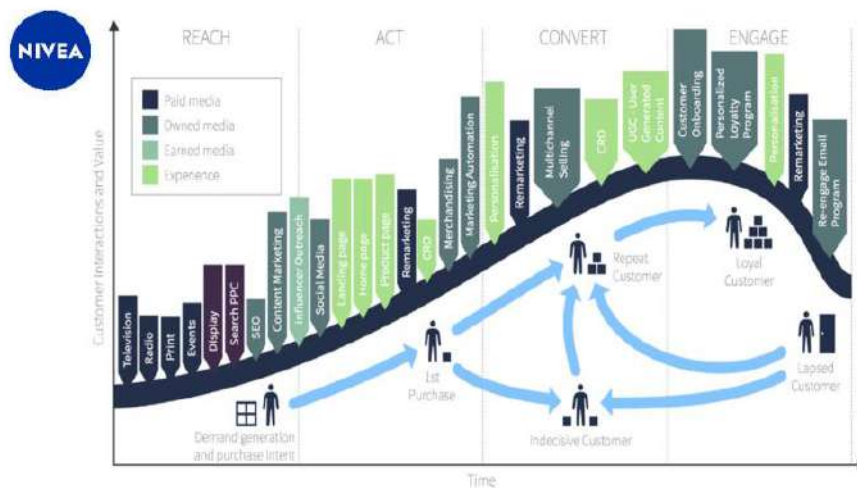 NIVEA
REACH
ACT
CONVERT
ENGAGE
Paid media
Owned media
Earned media
Experience
Customer Interactions and Value
Television
Radio
Print
Events
Display
Search PPC
SEO
Content Marketing
Influencer Outreach
Social Media
Landing page
Home page
Product page
Remarketing
CRO
Merchandising
Marketing Automation
Personalisation
Remarketing
Multichannel
Selling
CRO
UGC - User
Generated
Content
Customer
Onboarding
Personalized
Loyalty
Program
Personalisation
Remarketing
Re-engage Email
Program
Demand generation
and purchase Intent
1st
Purchase
Repeat
Customer
Indecisive Customer
Loyal
Customer
Lapsed
Customer
Time